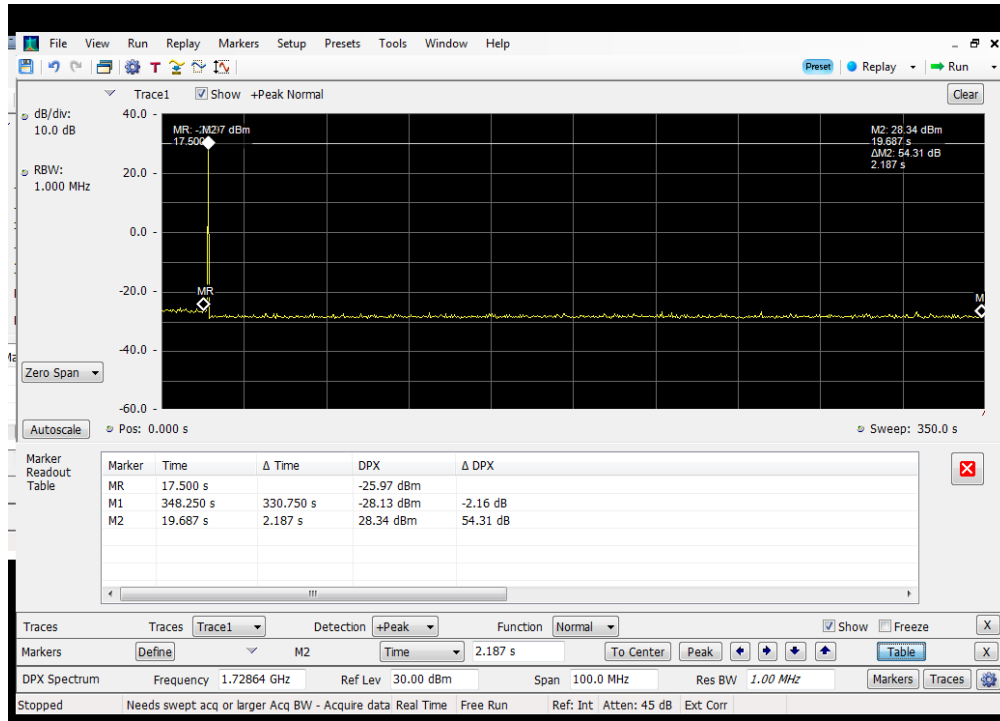 File View Run Replay Markers Setup Presets Tools Window Help
T Preset Replay Run
Trace1 Show +Peak Normal Clear
dB/div:
10.0 dB
RBW:
1.000 MHz
40.0
20.0
0.0
-20.0
-40.0
-60.0
M2
17.500
M2: 28.34 dBm
19.687 s
ΔM2: 54.31 dB
2.187 s
MR
M
Zero Span
Autoscale Pos: 0.000 s Sweep: 350.0 s
Marker
Readout
Table
Marker Time Δ Time DPX Δ DPX
MR 17.500 s -25.97 dBm
M1 348.250 s 330.750 s -28.13 dBm -2.16 dB
M2 19.687 s 2.187 s 28.34 dBm 54.31 dB
Traces Traces Trace1 Detection +Peak Function Normal Show Freeze X
Markers Define M2 Time 2.187 s To Center Peak Table X
DPX Spectrum Frequency 1.72864 GHz Ref Lev 30.00 dBm Span 100.0 MHz Res BW 1.00 MHz Markers Traces
Stopped Needs swept acq or larger Acq BW - Acquire data Real Time Free Run Ref: Int Atten: 45 dB Ext Corr